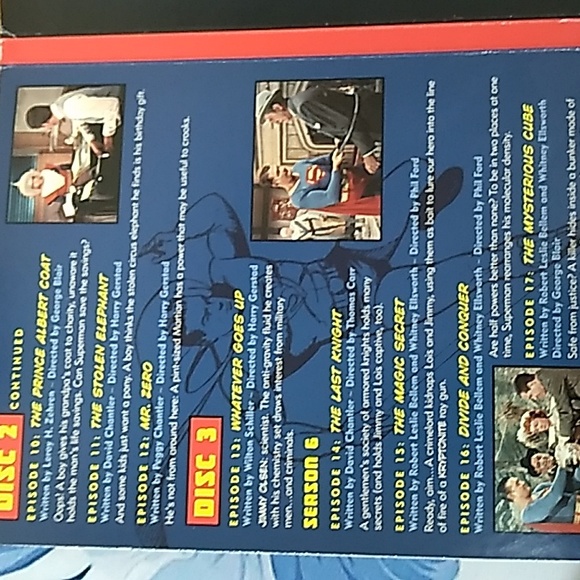 DISC 2 CONTINUED
EPISODE 10: THE PRINCE ALBERT COAT
Written by Leroy H. Zehren – Directed by George Blair
Oops! A boy gives his grandpa's coat to charity, unaware it
holds the man's life savings. Can Superman save the savings?
EPISODE 11: THE STOLEN ELEPHANT
Written by David Chantler – Directed by Harry Gerstad
And some kids just want a pony. A boy thinks the stolen circus elephant he finds is his birthday gift.
EPISODE 12: MR. ZERO
Written by Peggy Chantler – Directed by Harry Gerstad
He's not from around here: A pint-sized Martian has a power that may be useful to crooks.
DISC 3
EPISODE 13: WHATEVER GOES UP
Written by Wilton Schiller – Directed by Harry Gerstad
JIMMY OLSEN: scientist. The anti-gravity fluid he creates
with his chemistry set draws interest from military
men...and criminals.
SEASON 6
EPISODE 14: THE LAST KNIGHT
Written by David Chantler – Directed by Thomas Carr
A gentlemen's society of armored knights holds many
secrets (and holds Jimmy and Lois captive, too).
EPISODE 15: THE MAGIC SECRET
Written by Robert Leslie Bellem and Whitney Ellsworth – Directed by Phil Ford
Ready, aim... A crimelord kidnaps Lois and Jimmy, using them as bait to lure our hero into the line
of fire of a KRYPTONITE ray gun.
EPISODE 16: DIVIDE AND CONQUER
Written by Robert Leslie Bellem and Whitney Ellsworth – Directed by Phil Ford
Are half powers better than none? To be in two places at one
time, Superman rearranges his molecular density.
EPISODE 17: THE MYSTERIOUS CUBE
Written by Robert Leslie Bellem and Whitney Ellsworth
Directed by George Blair
Safe from justice? A killer hides inside a bunker made of